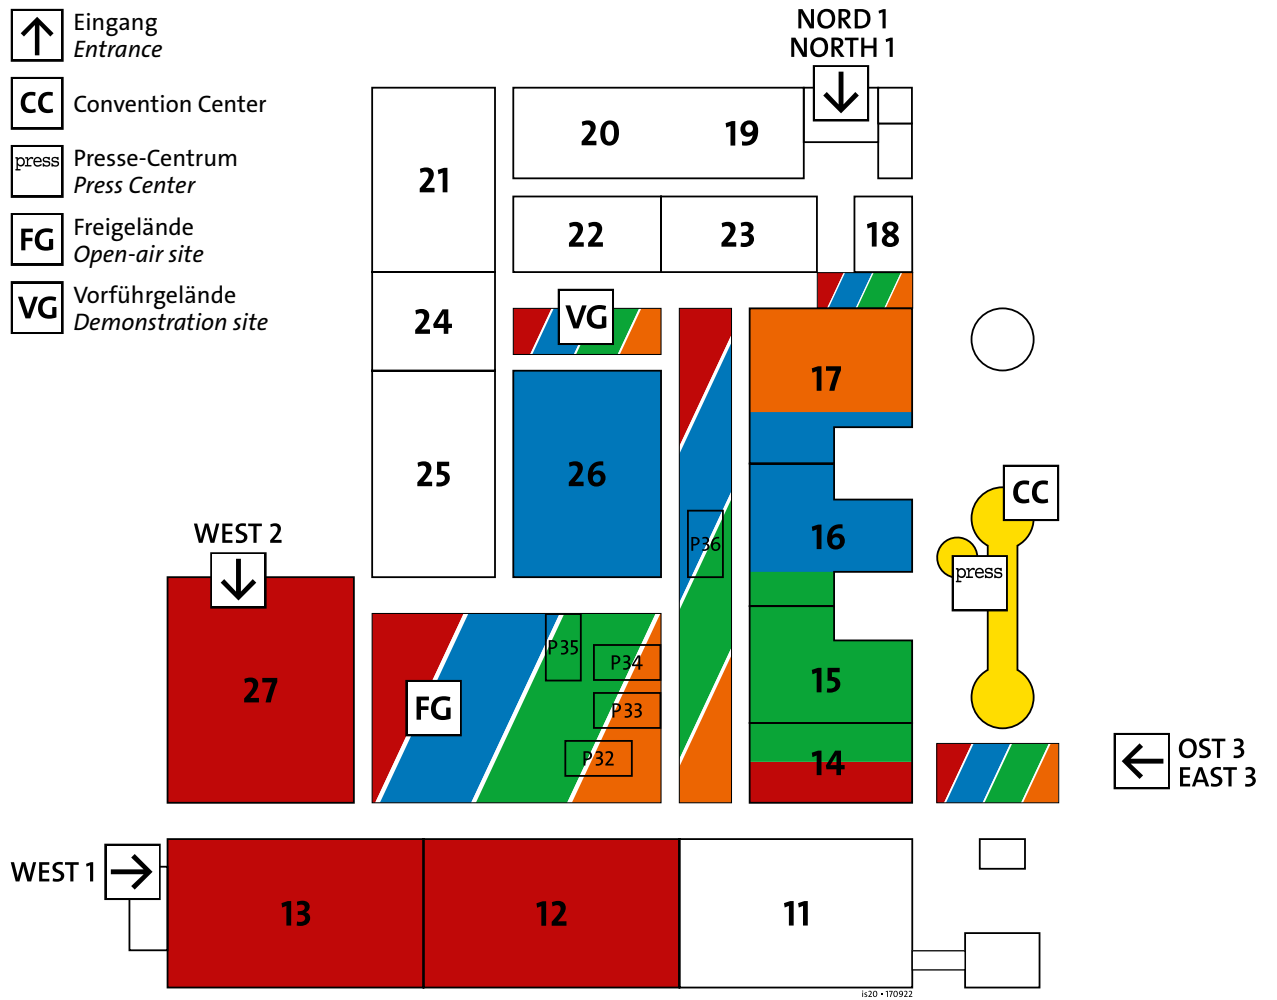 Eingang
Entrance
CC
Convention Center
press
Presse-Centrum
Press Center
FG
Freigelände
Open-air site
VG
Vorführgelände
Demonstration site
NORD 1
NORTH 1
20
19
21
22
23
18
24
VG
17
25
26
16
CC
press
P36
WEST 2
27
FG
P35
P34
P33
P32
15
14
OST 3
EAST 3
WEST 1
13
12
11
is20 • 170922